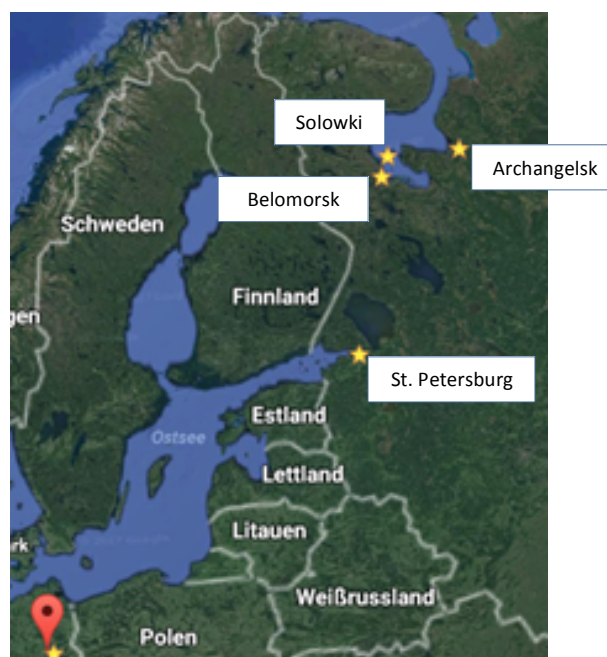 Solowki
Archangelsk
Belomorsk
Schweden
Finnland
gen
St. Petersburg
Estland
Ostsee
Lettland
Litauen
rk
Weißrussland
Polen